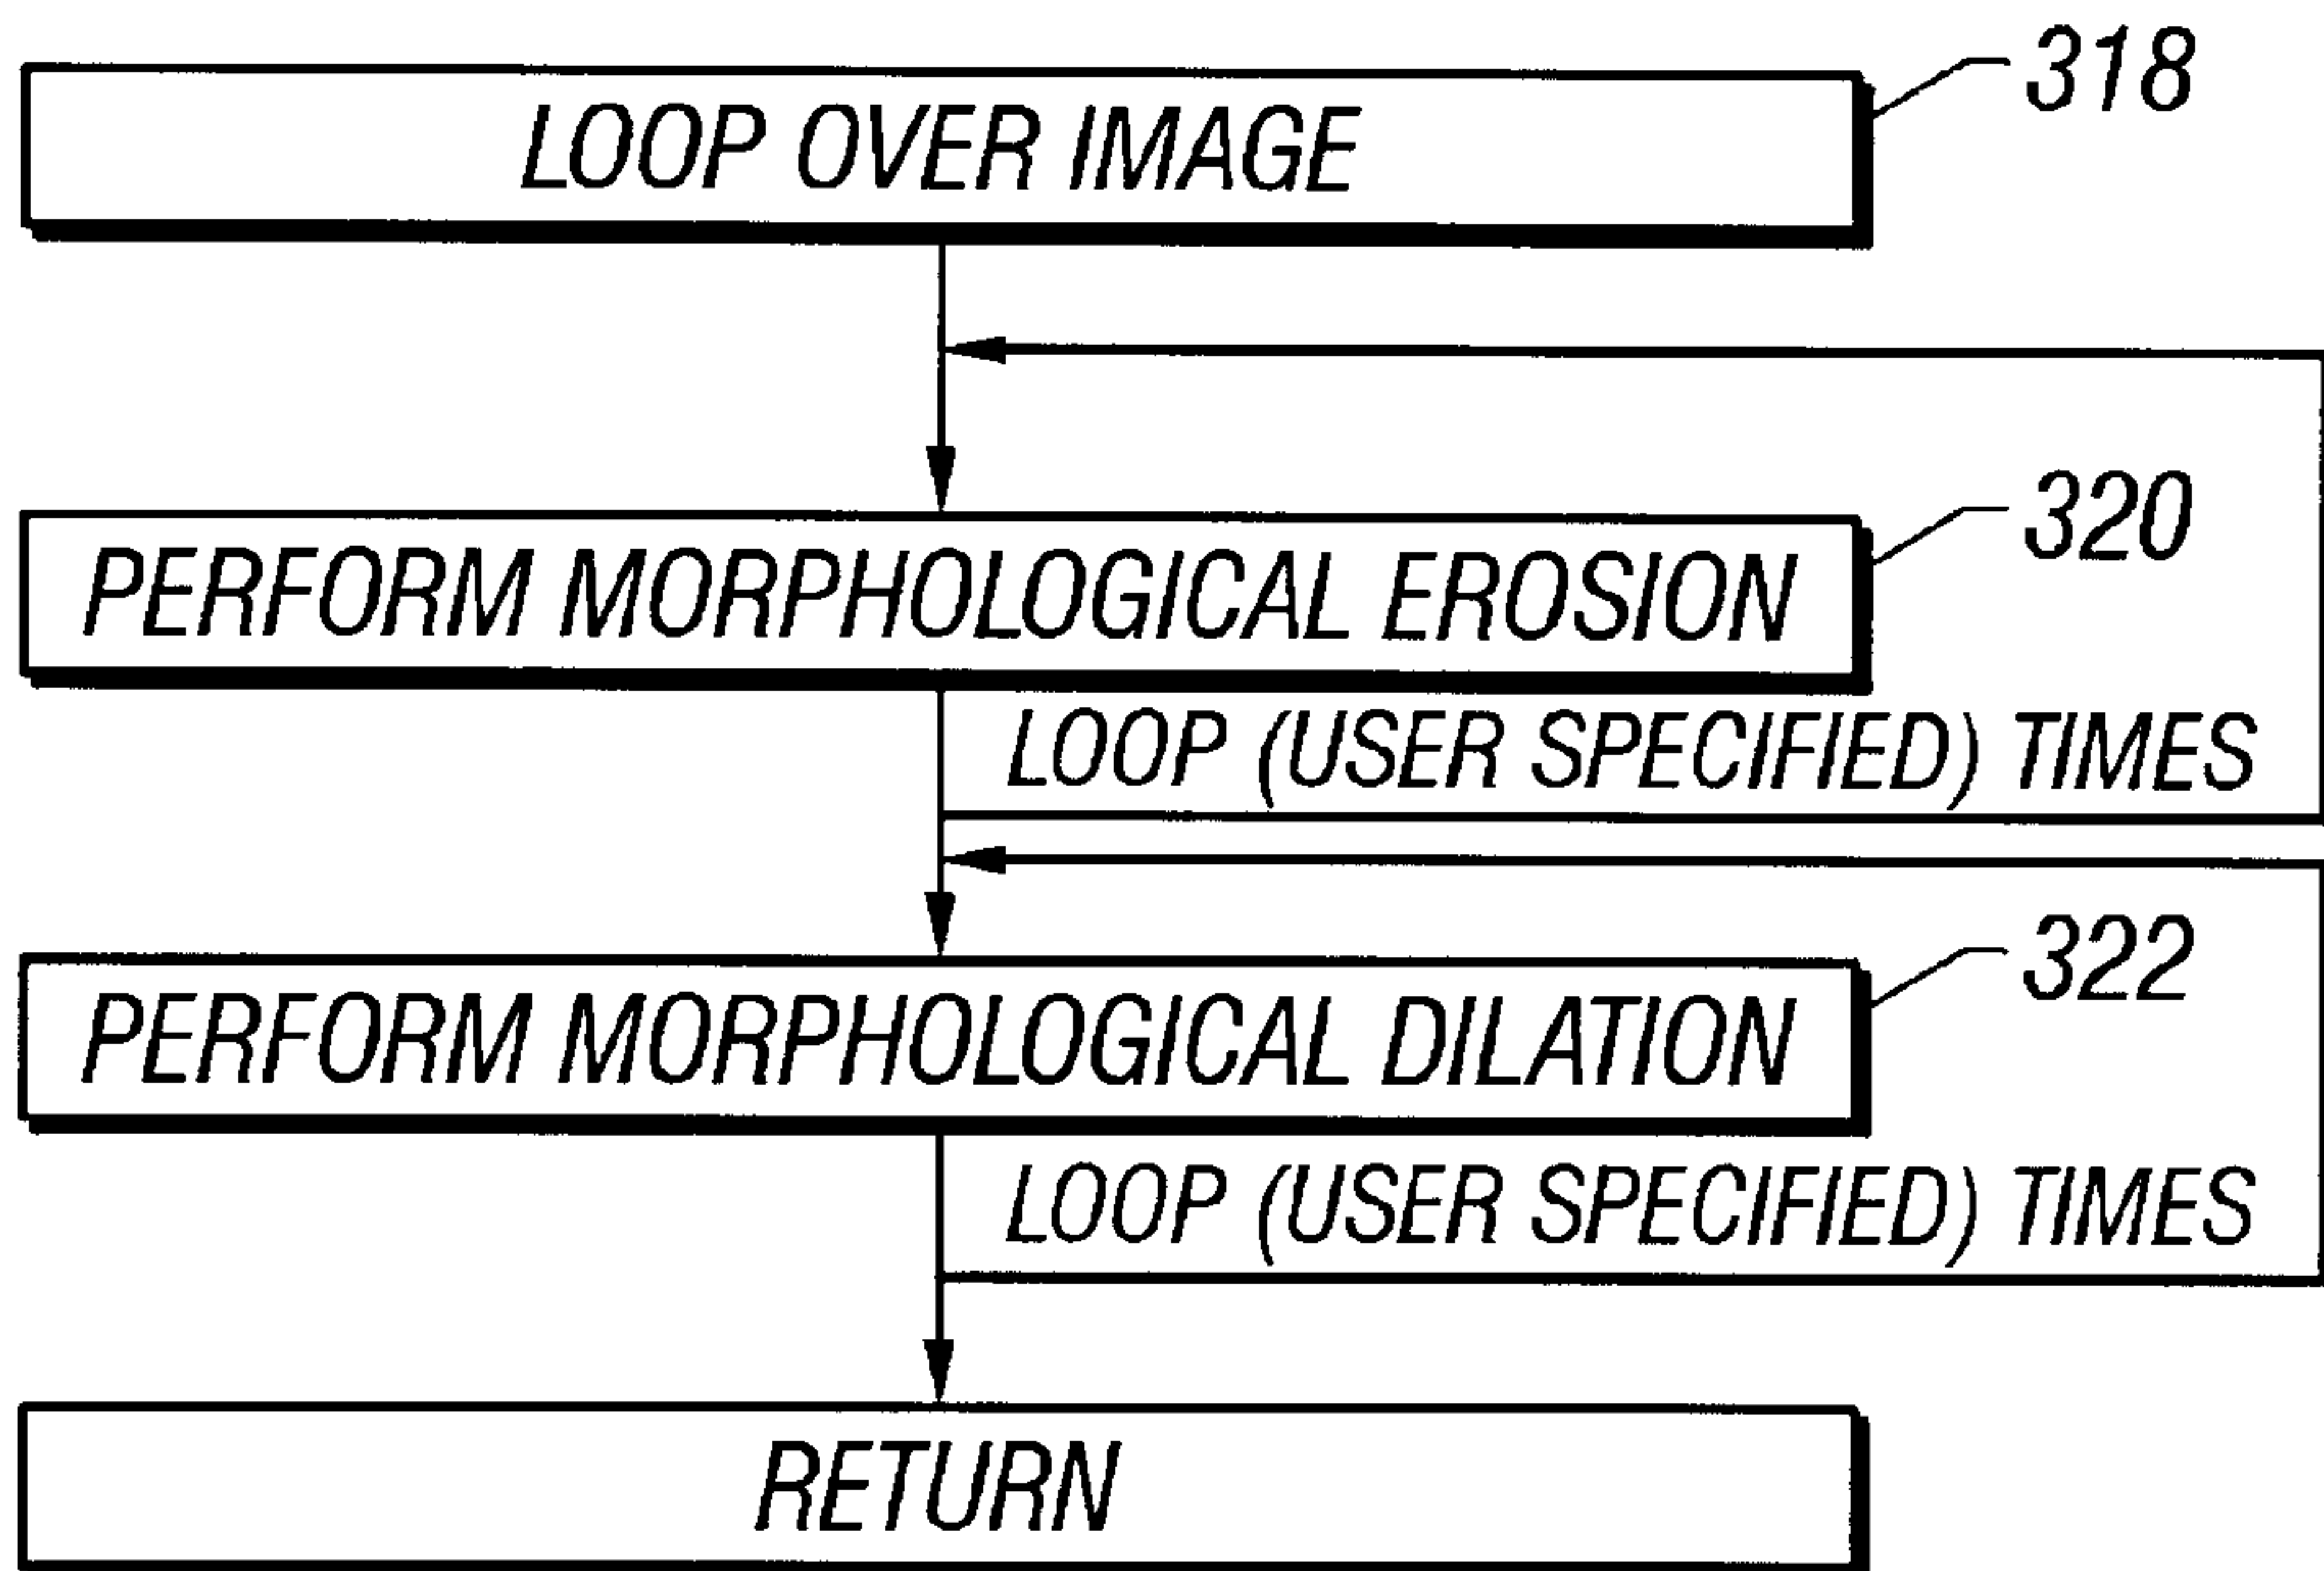 LOOP OVER IMAGE
318
PERFORM MORPHOLOGICAL EROSION
320
LOOP (USER SPECIFIED) TIMES
PERFORM MORPHOLOGICAL DILATION
322
LOOP (USER SPECIFIED) TIMES
RETURN